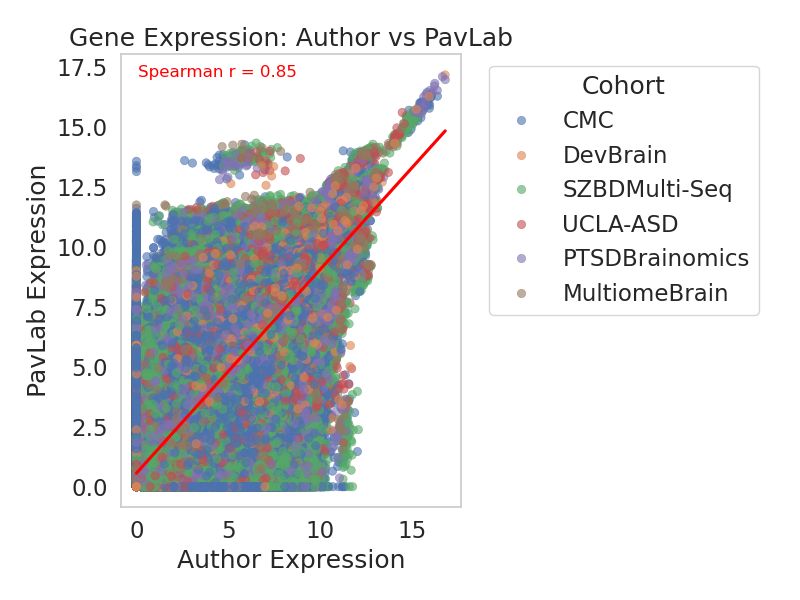 Gene Expression: Author vs PavLab
Spearman r = 0.85
17.5
15.0
12.5
10.0
7.5
5.0
2.5
0.0
PavLab Expression
0 5 10 15
Author Expression
Cohort
CMC
DevBrain
SZBDMulti-Seq
UCLA-ASD
PTSDBrainomics
MultiomeBrain